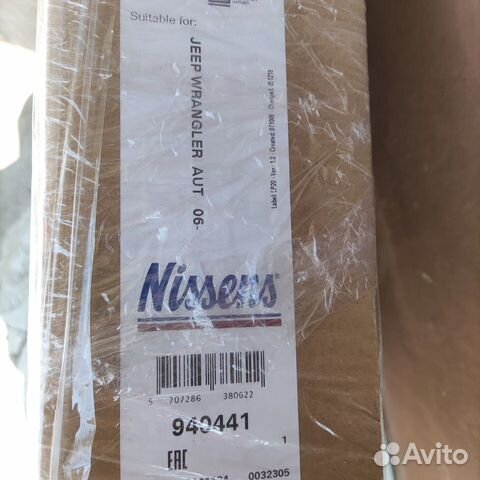 Suitable for:
JEEP WRANGLER AUT 06-
Nissens
5 707286 380622
940441
1
EAC
0032305
Avito